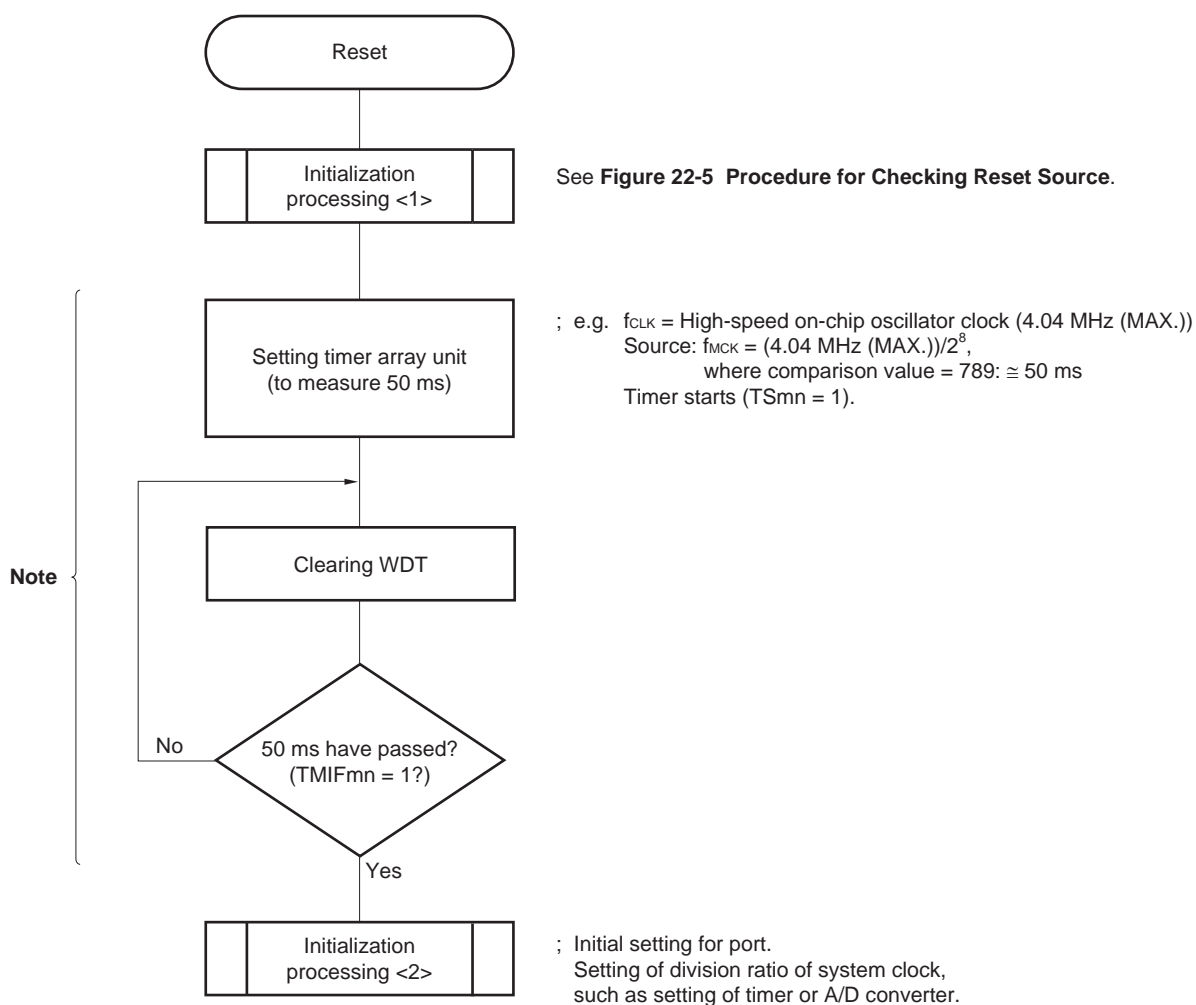 Reset
Initialization
processing <1>
See Figure 22-5 Procedure for Checking Reset Source.
Setting timer array unit
(to measure 50 ms)
; e.g. fCLK = High-speed on-chip oscillator clock (4.04 MHz (MAX.))
Source: fMCK = (4.04 MHz (MAX.))/2⁸,
where comparison value = 789: ≅ 50 ms
Timer starts (TSmn = 1).
Note
Clearing WDT
No
50 ms have passed?
(TMIFmn = 1?)
Yes
Initialization
processing <2>
; Initial setting for port.
Setting of division ratio of system clock,
such as setting of timer or A/D converter.